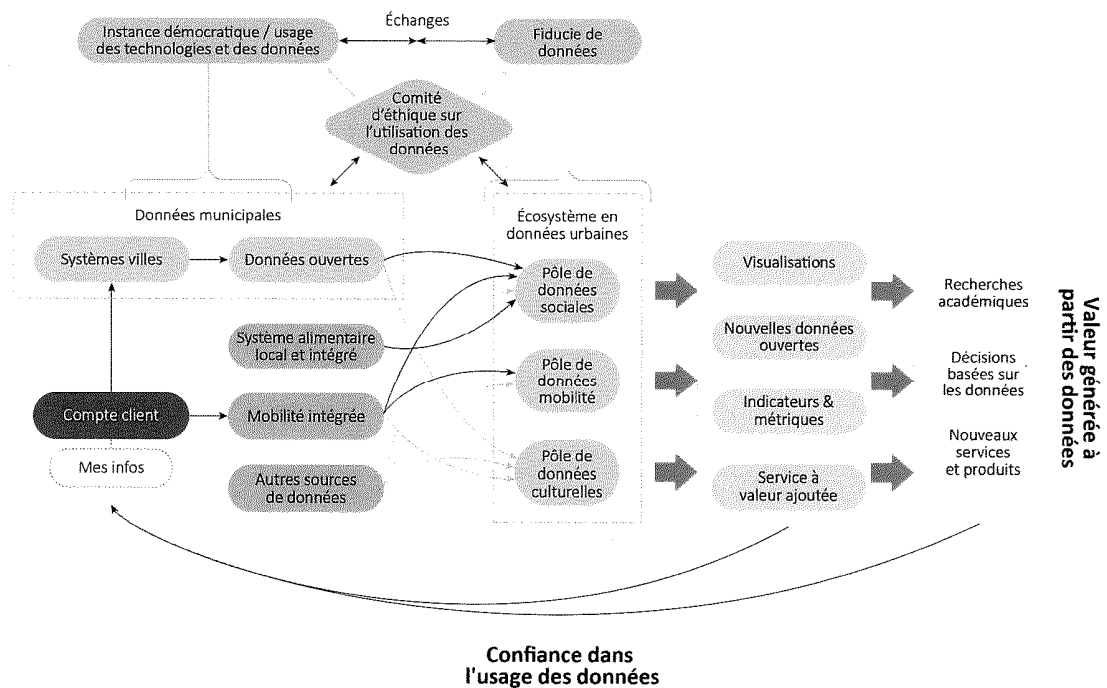 Échanges
Instance démocratique / usage
des technologies et des données
Fiducie de
données
Comité
d'éthique sur
l'utilisation des
données
Données municipales
Systèmes villes
Données ouvertes
Écosystème en
données urbaines
Pôle de
données
sociales
Système alimentaire
local et intégré
Pôle de
données
mobilité
Compte client
Mobilité intégrée
Mes infos
Autres sources
de données
Pôle de
données
culturelles
Visualisations
Nouvelles données
ouvertes
Indicateurs &
métriques
Service à
valeur ajoutée
Recherches
académiques
Décisions
basées sur
les données
Nouveaux
services
et produits
Valeur générée à
partir des données
Confiance dans
l'usage des données